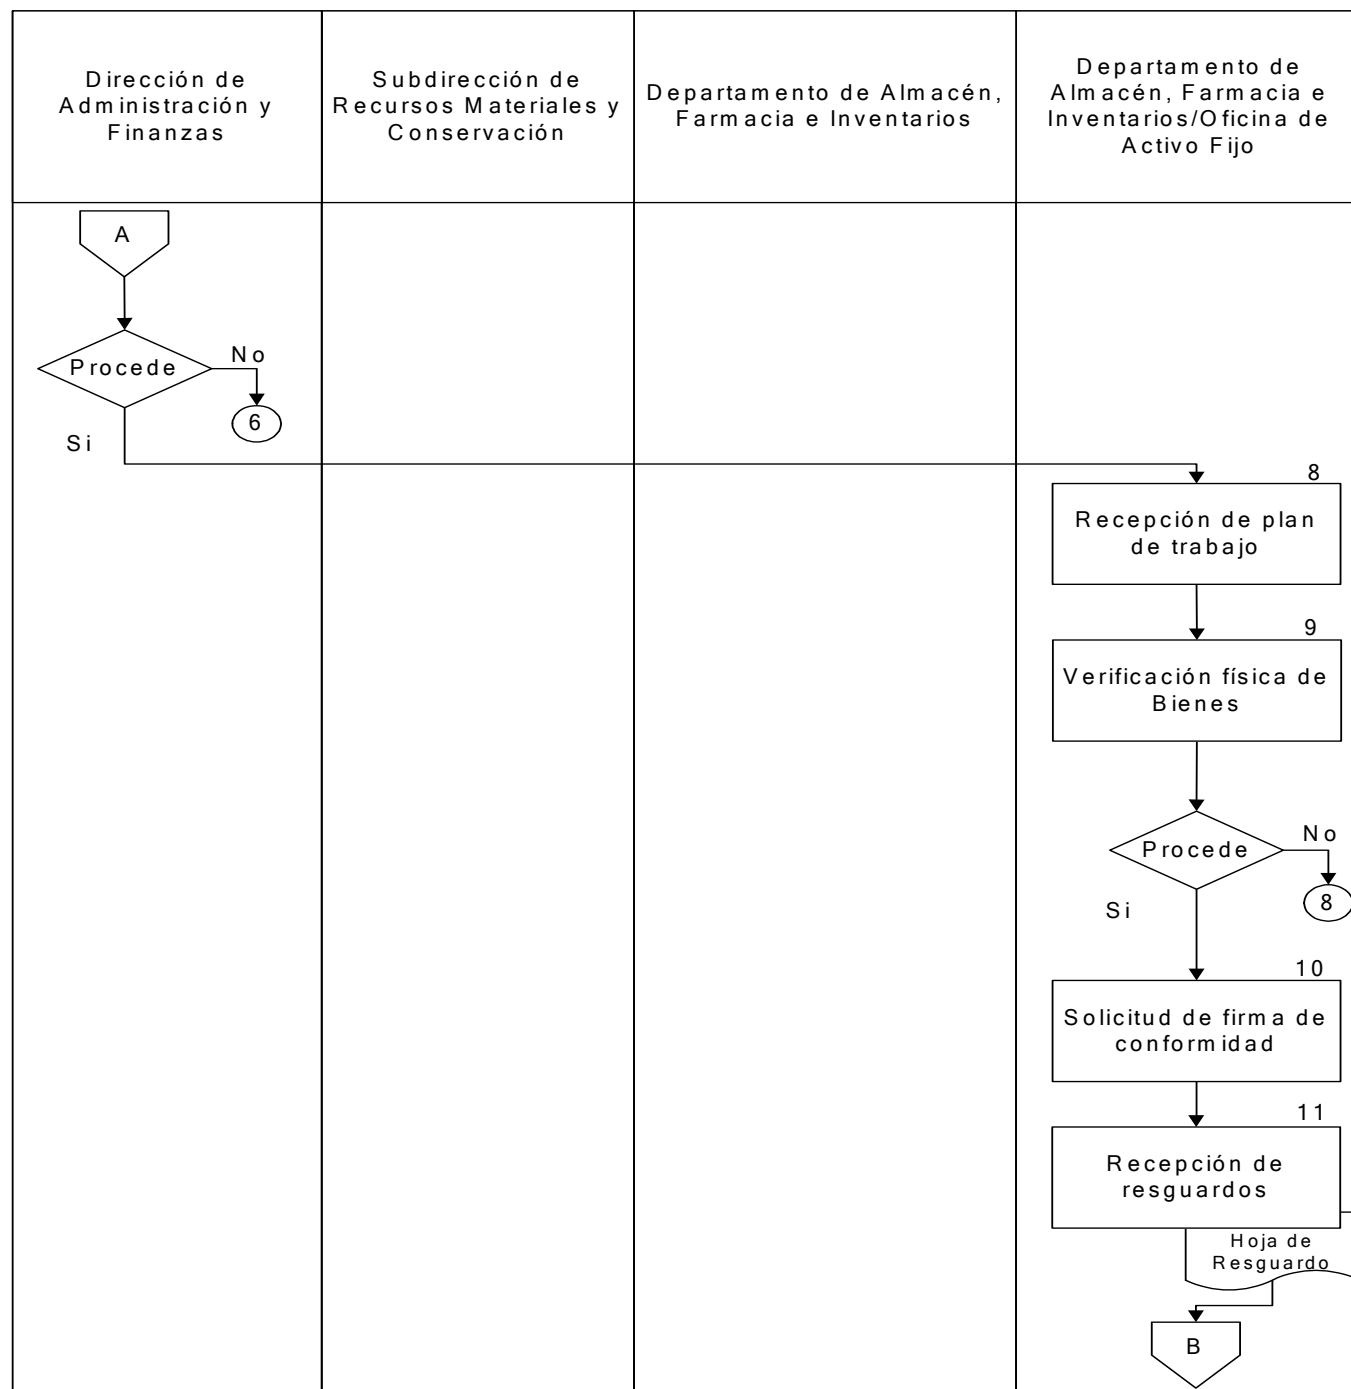 Dirección de
Administración y
Finanzas
Subdirección de
Recursos Materiales y
Conservación
Departamento de Almacén,
Farmacia e Inventarios
Departamento de
Almacén, Farmacia e
Inventarios/Oficina de
Activo Fijo
A
Procede
No
6
Si
8
Recepción de plan
de trabajo
9
Verificación física de
Bienes
Procede
No
8
Si
10
Solicitud de firma de
conformidad
11
Recepción de
resguardos
Hoja de
Resguardo
B